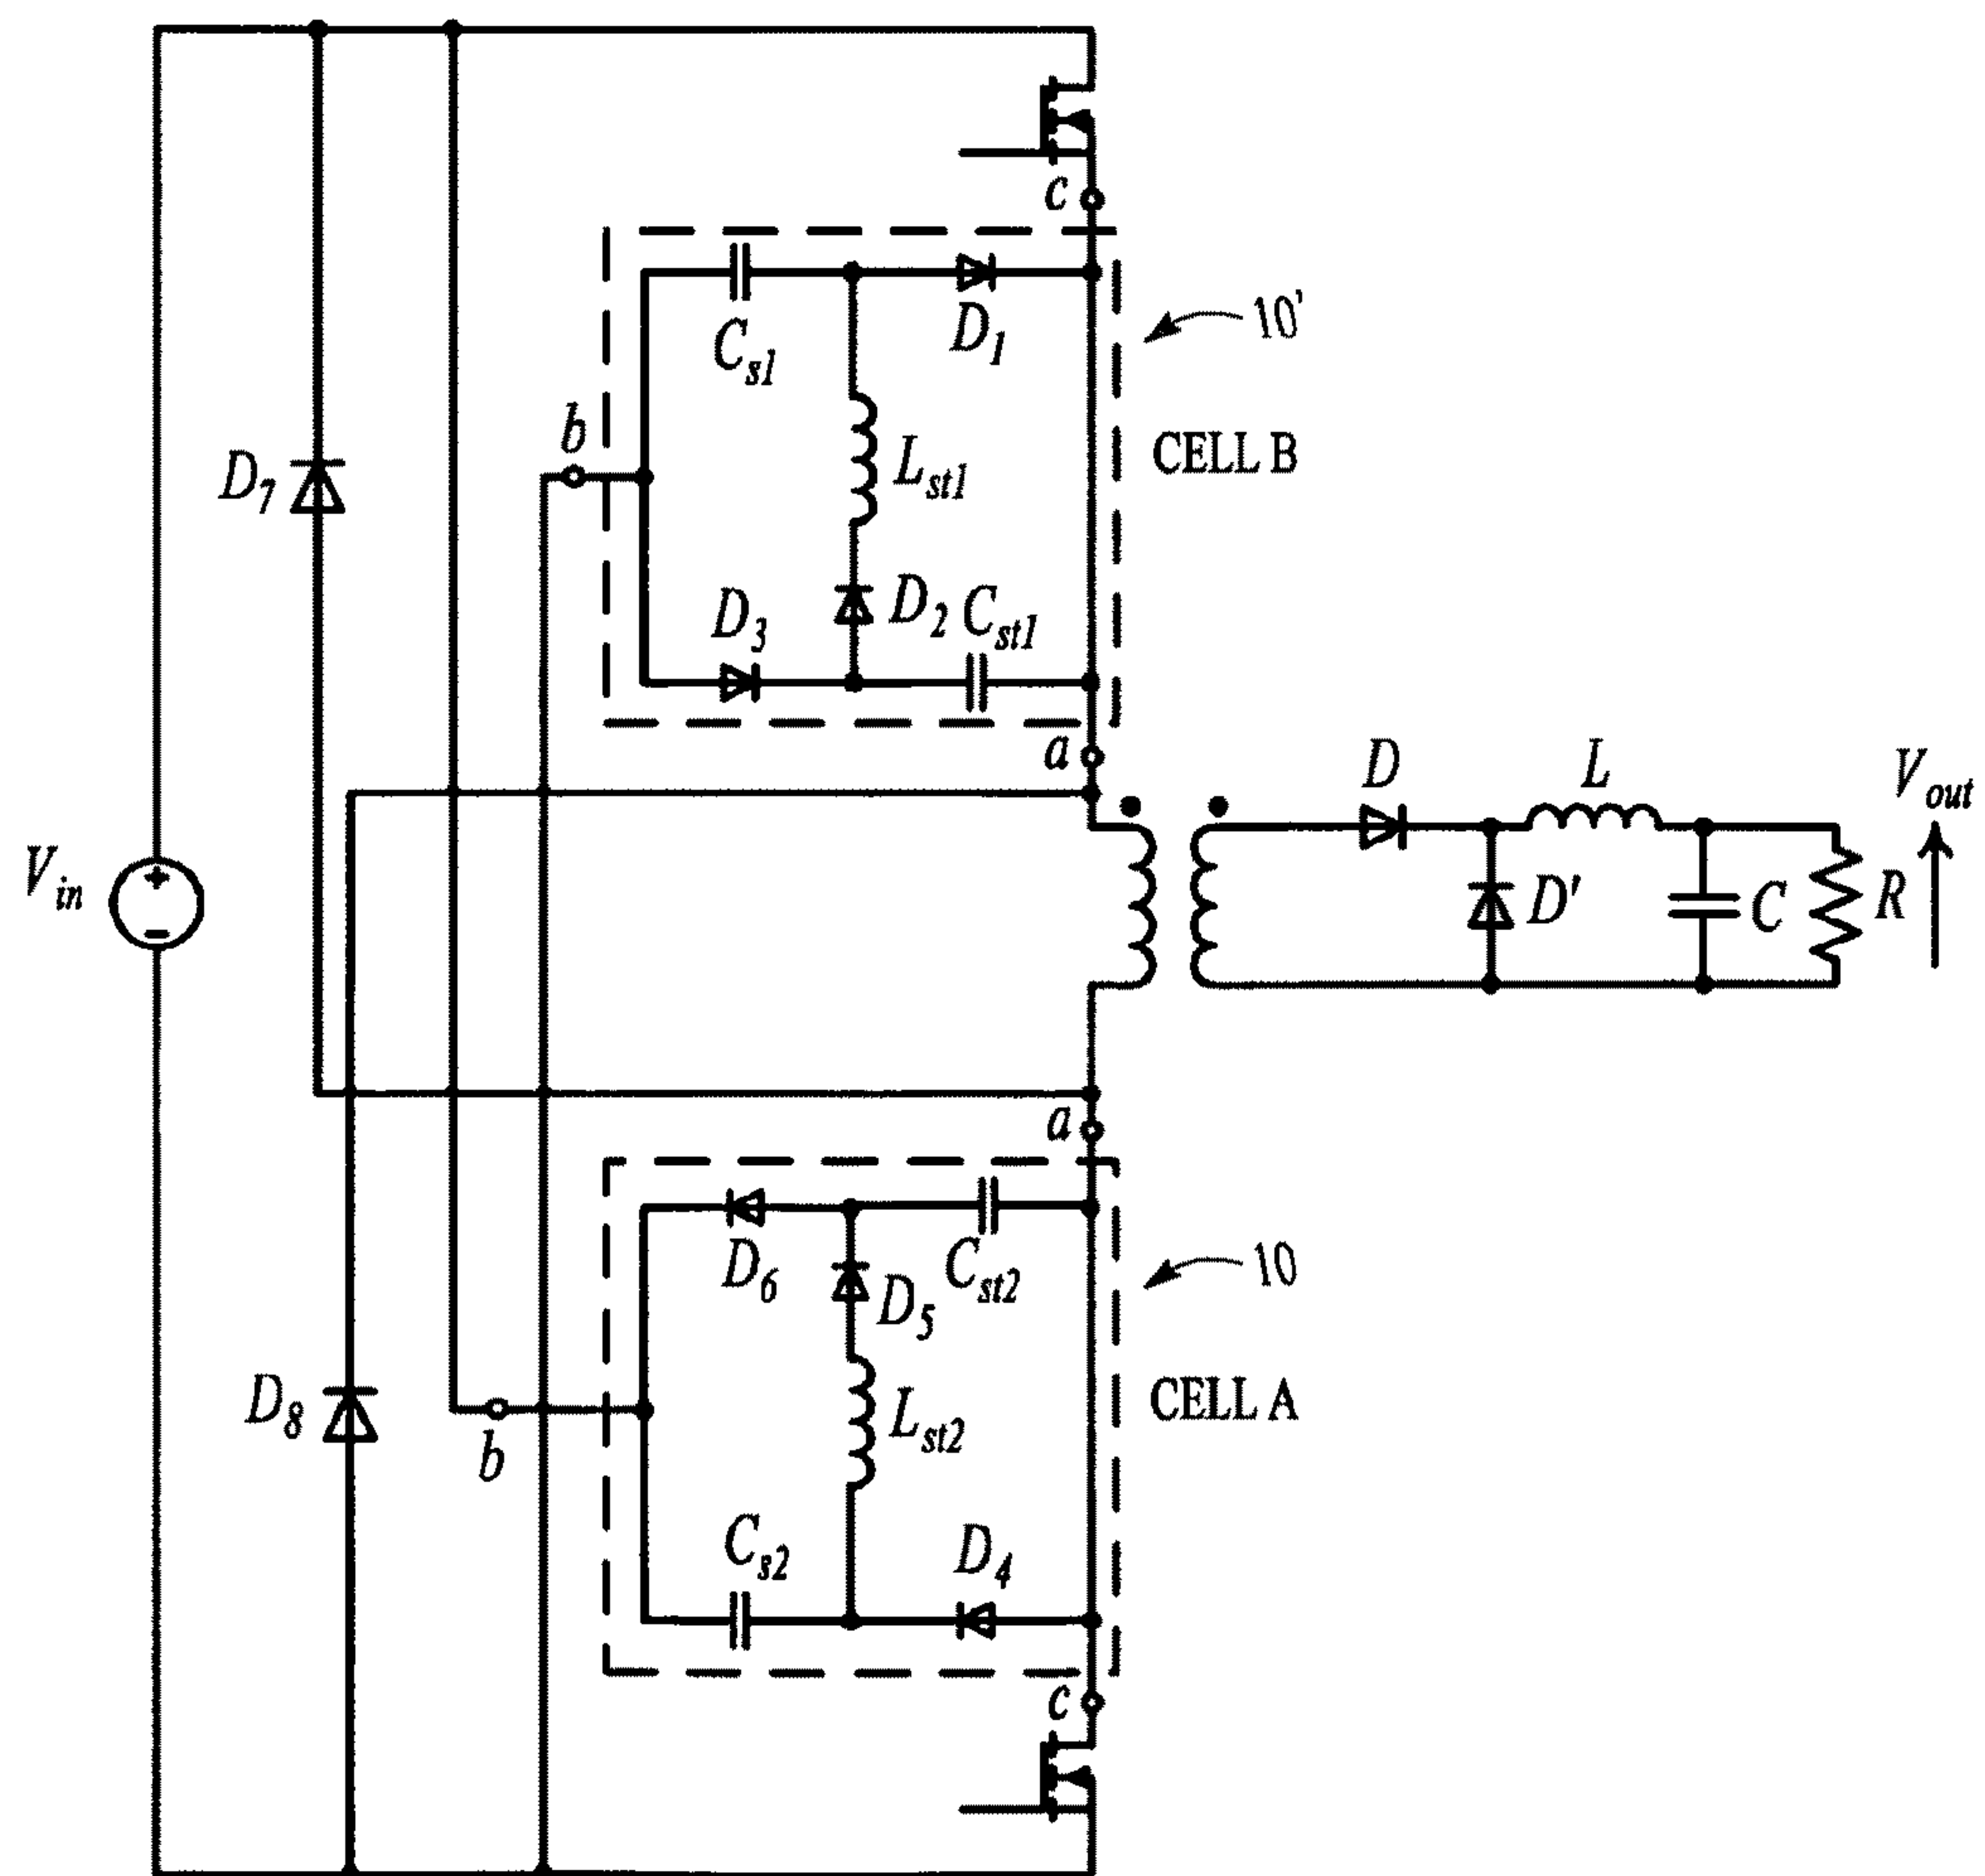 c
C_s1
D_1
10'
b
L_st1
CELL B
D_7
D_3
D_2
C_st1
a
D
L
V_out
V_in
+
-
D'
C
R
a
D_6
C_st2
10
D_5
D_8
L_st2
CELL A
b
C_s2
D_4
c